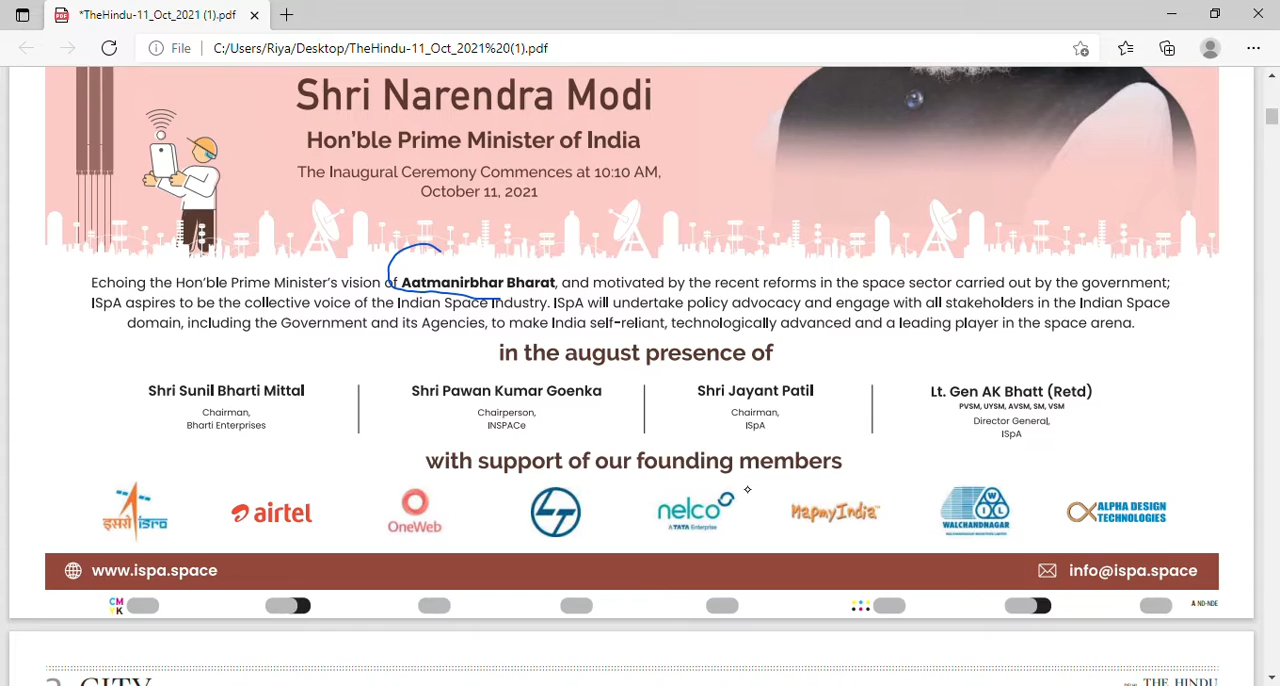 *TheHindu-11_Oct_2021 (1).pdf
File C:/Users/Riya/Desktop/TheHindu-11_Oct_2021%20(1).pdf
Shri Narendra Modi
Hon'ble Prime Minister of India
The Inaugural Ceremony Commences at 10:10 AM,
October 11, 2021
Echoing the Hon'ble Prime Minister's vision of Aatmanirbhar Bharat, and motivated by the recent reforms in the space sector carried out by the government;
ISpA aspires to be the collective voice of the Indian Space Industry. ISpA will undertake policy advocacy and engage with all stakeholders in the Indian Space
domain, including the Government and its Agencies, to make India self-reliant, technologically advanced and a leading player in the space arena.
in the august presence of
Shri Sunil Bharti Mittal
Chairman,
Bharti Enterprises
Shri Pawan Kumar Goenka
Chairperson,
INSPACe
Shri Jayant Patil
Chairman,
ISpA
Lt. Gen AK Bhatt (Retd)
PVSM, UYSM, AVSM, SM, VSM
Director General,
ISpA
with support of our founding members
इसरो isro
airtel
OneWeb
LT
nelco
A TATA Enterprise
MapmyIndia
WIL
WALCHANDNAGAR
ALPHA DESIGN
TECHNOLOGIES
www.ispa.space
info@ispa.space
CM
YK
A ND-NDE
CITY
THE HINDU